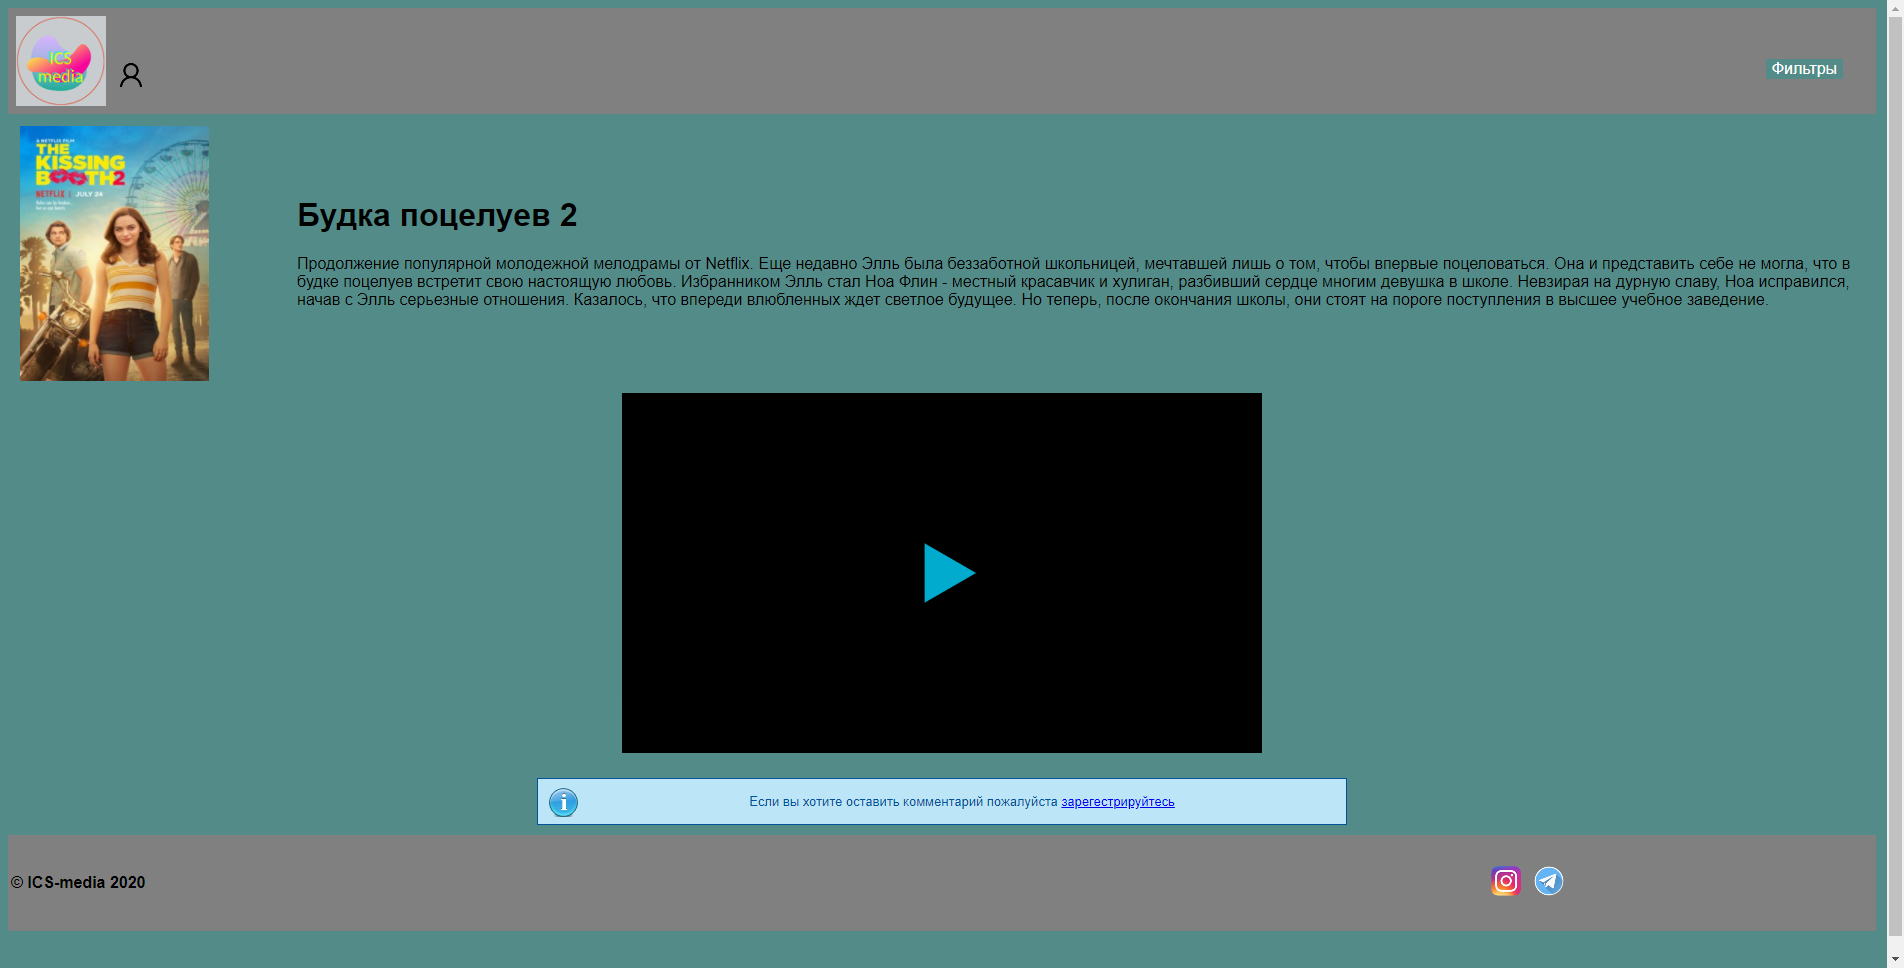 ICS
media
Фильтры
A NETFLIX FILM
THE
KISSING
BOOTH2
NETFLIX | JULY 24
Будка поцелуев 2
Продолжение популярной молодежной мелодрамы от Netflix. Еще недавно Элль была беззаботной школьницей, мечтавшей лишь о том, чтобы впервые поцеловаться. Она и представить себе не могла, что в
будке поцелуев встретит свою настоящую любовь. Избранником Элль стал Ноа Флин - местный красавчик и хулиган, разбивший сердце многим девушка в школе. Невзирая на дурную славу, Ноа исправился,
начав с Элль серьезные отношения. Казалось, что впереди влюбленных ждет светлое будущее. Но теперь, после окончания школы, они стоят на пороге поступления в высшее учебное заведение.
Если вы хотите оставить комментарий пожалуйста зарегестрируйтесь
© ICS-media 2020